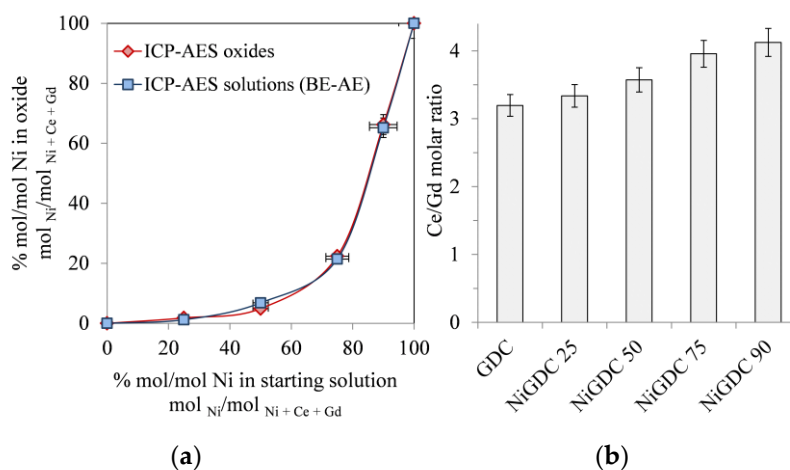 % mol/mol Ni in oxide
mol Ni/mol Ni + Ce + Gd
100
80
60
40
20
0
ICP-AES oxides
ICP-AES solutions (BE-AE)
0 20 40 60 80 100
% mol/mol Ni in starting solution
mol Ni/mol Ni + Ce + Gd
(a)
Ce/Gd molar ratio
4
3
2
1
0
GDC
NiGDC 25
NiGDC 50
NiGDC 75
NiGDC 90
(b)